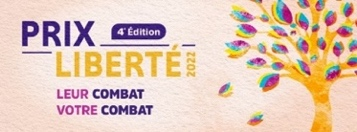 PRIX
4e Édition
LIBERTÉ
2022
LEUR COMBAT
VOTRE COMBAT